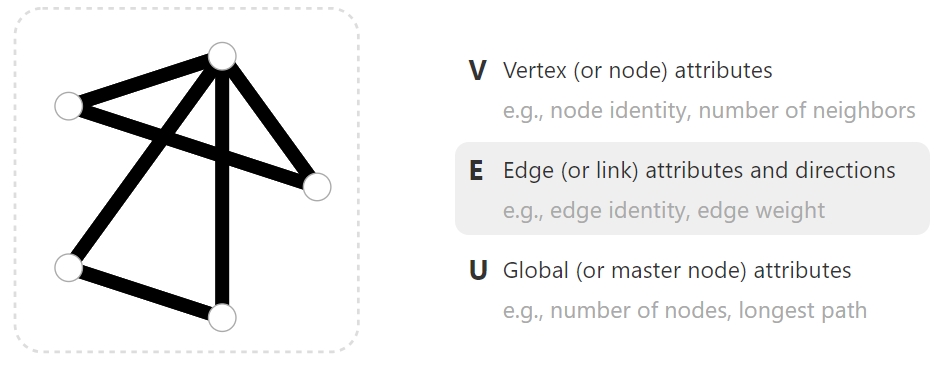 V Vertex (or node) attributes
e.g., node identity, number of neighbors
E Edge (or link) attributes and directions
e.g., edge identity, edge weight
U Global (or master node) attributes
e.g., number of nodes, longest path